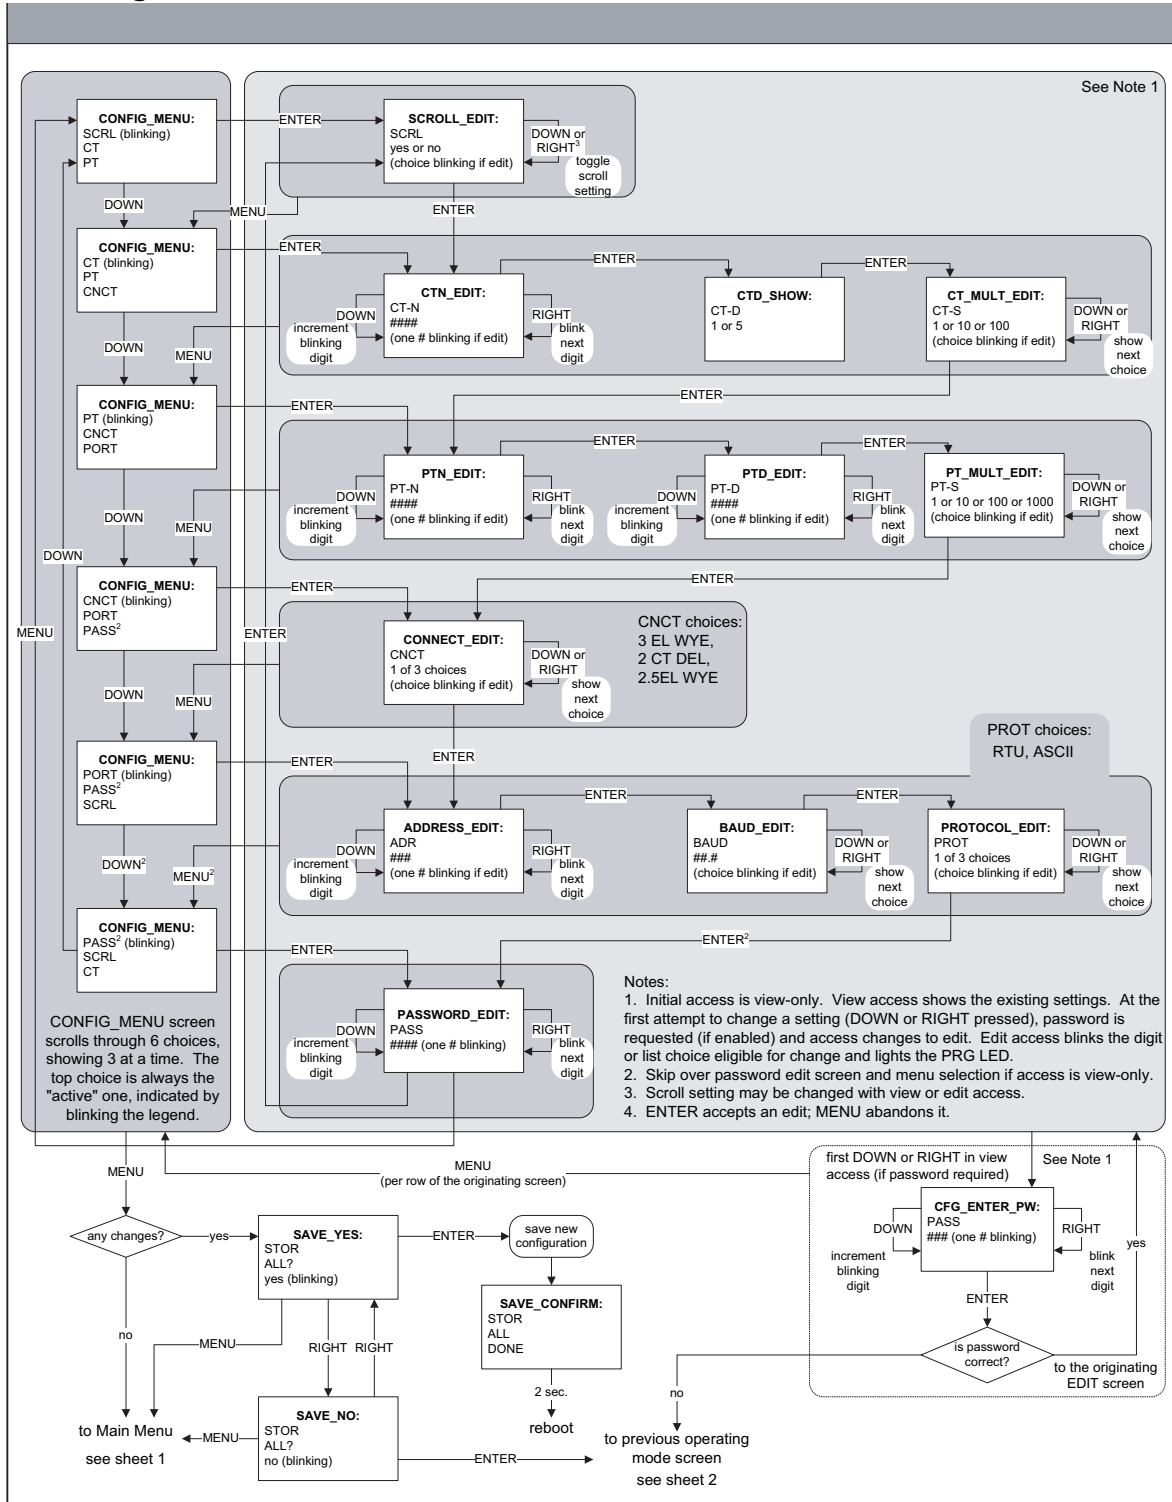 See Note 1
CONFIG_MENU:
SCRL (blinking)
CT
PT
ENTER
SCROLL_EDIT:
SCRL
yes or no
(choice blinking if edit)
DOWN or
RIGHT³
toggle
scroll
setting
DOWN
MENU
ENTER
CONFIG_MENU:
CT (blinking)
PT
CNCT
ENTER
ENTER
ENTER
CTN_EDIT:
CT-N
####
(one # blinking if edit)
DOWN
increment
blinking
digit
RIGHT
blink
next
digit
CTD_SHOW:
CT-D
1 or 5
CT_MULT_EDIT:
CT-S
1 or 10 or 100
(choice blinking if edit)
DOWN or
RIGHT
show
next
choice
DOWN
MENU
ENTER
CONFIG_MENU:
PT (blinking)
CNCT
PORT
ENTER
ENTER
ENTER
PTN_EDIT:
PT-N
####
(one # blinking if edit)
DOWN
increment
blinking
digit
RIGHT
blink
next
digit
PTD_EDIT:
PT-D
####
(one # blinking if edit)
DOWN
increment
blinking
digit
RIGHT
blink
next
digit
PT_MULT_EDIT:
PT-S
1 or 10 or 100 or 1000
(choice blinking if edit)
DOWN or
RIGHT
show
next
choice
DOWN
MENU
DOWN
ENTER
CONFIG_MENU:
CNCT (blinking)
PORT
PASS²
ENTER
MENU
ENTER
CONNECT_EDIT:
CNCT
1 of 3 choices
(choice blinking if edit)
DOWN or
RIGHT
show
next
choice
CNCT choices:
3 EL WYE,
2 CT DEL,
2.5EL WYE
DOWN
MENU
ENTER
PROT choices:
RTU, ASCII
CONFIG_MENU:
PORT (blinking)
PASS²
SCRL
ENTER
ENTER
ENTER
ADDRESS_EDIT:
ADR
###
(one # blinking if edit)
DOWN
increment
blinking
digit
RIGHT
blink
next
digit
BAUD_EDIT:
BAUD
##.#
(choice blinking if edit)
DOWN or
RIGHT
show
next
choice
PROTOCOL_EDIT:
PROT
1 of 3 choices
(choice blinking if edit)
DOWN or
RIGHT
show
next
choice
DOWN²
MENU²
ENTER²
CONFIG_MENU:
PASS² (blinking)
SCRL
CT
ENTER
PASSWORD_EDIT:
PASS
#### (one # blinking)
DOWN
increment
blinking
digit
RIGHT
blink
next
digit
CONFIG_MENU screen
scrolls through 6 choices,
showing 3 at a time. The
top choice is always the
"active" one, indicated by
blinking the legend.
Notes:
1. Initial access is view-only. View access shows the existing settings. At the
first attempt to change a setting (DOWN or RIGHT pressed), password is
requested (if enabled) and access changes to edit. Edit access blinks the digit
or list choice eligible for change and lights the PRG LED.
2. Skip over password edit screen and menu selection if access is view-only.
3. Scroll setting may be changed with view or edit access.
4. ENTER accepts an edit; MENU abandons it.
MENU
MENU
(per row of the originating screen)
first DOWN or RIGHT in view
access (if password required)
See Note 1
CFG_ENTER_PW:
PASS
### (one # blinking)
DOWN
increment
blinking
digit
RIGHT
blink
next
digit
yes
ENTER
is password
correct?
to the originating
EDIT screen
no
to previous operating
mode screen
see sheet 2
any changes?
yes
SAVE_YES:
STOR
ALL?
yes (blinking)
ENTER
save new
configuration
SAVE_CONFIRM:
STOR
ALL
DONE
2 sec.
reboot
no
MENU
RIGHT
RIGHT
SAVE_NO:
STOR
ALL?
no (blinking)
MENU
ENTER
to Main Menu
see sheet 1